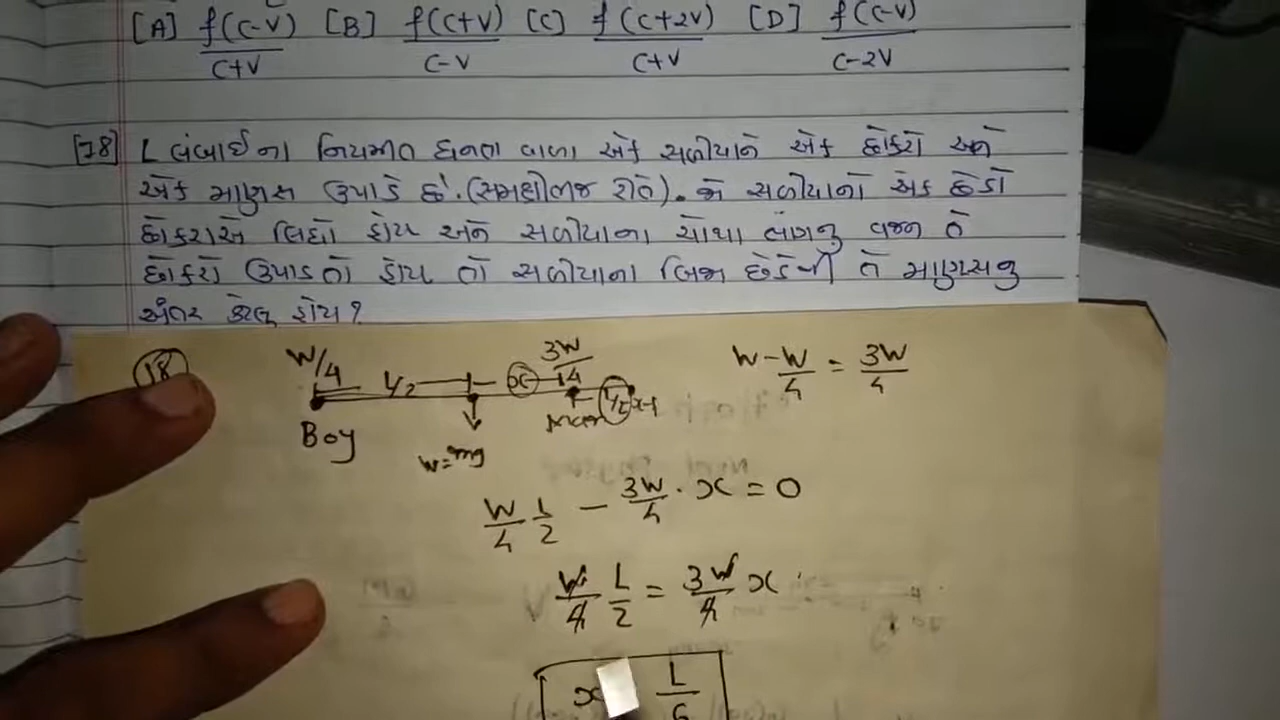 [A] f(C-V) / C+V [B] f(C+V) / C-V [C] f(C+2V) / C+V [D] f(C-V) / C-2V
[78] L લંબાઈના નિયમીત ઘનતા વાળા એક સળીયાને એક છોકરો અને
એક માણસ ઉપાડે છે. (સમક્ષીતિજ રીતે). જો સળીયાનો એક છેડો
છોકરાએ લિધો હોય અને સળીયાના ચોથા ભાગનુ વજન તે
છોકરો ઉપાડતો હોય તો સળીયાના બિજા છેડેથી તે માણસનુ
અંતર કેટલુ હોય?
18
W/4 L/2 x 3W/4 W - W/4 = 3W/4
Boy W=mg man
W/4 L/2 - 3W/4 . x = 0
W/4 L/2 = 3W/4 x
x L/6